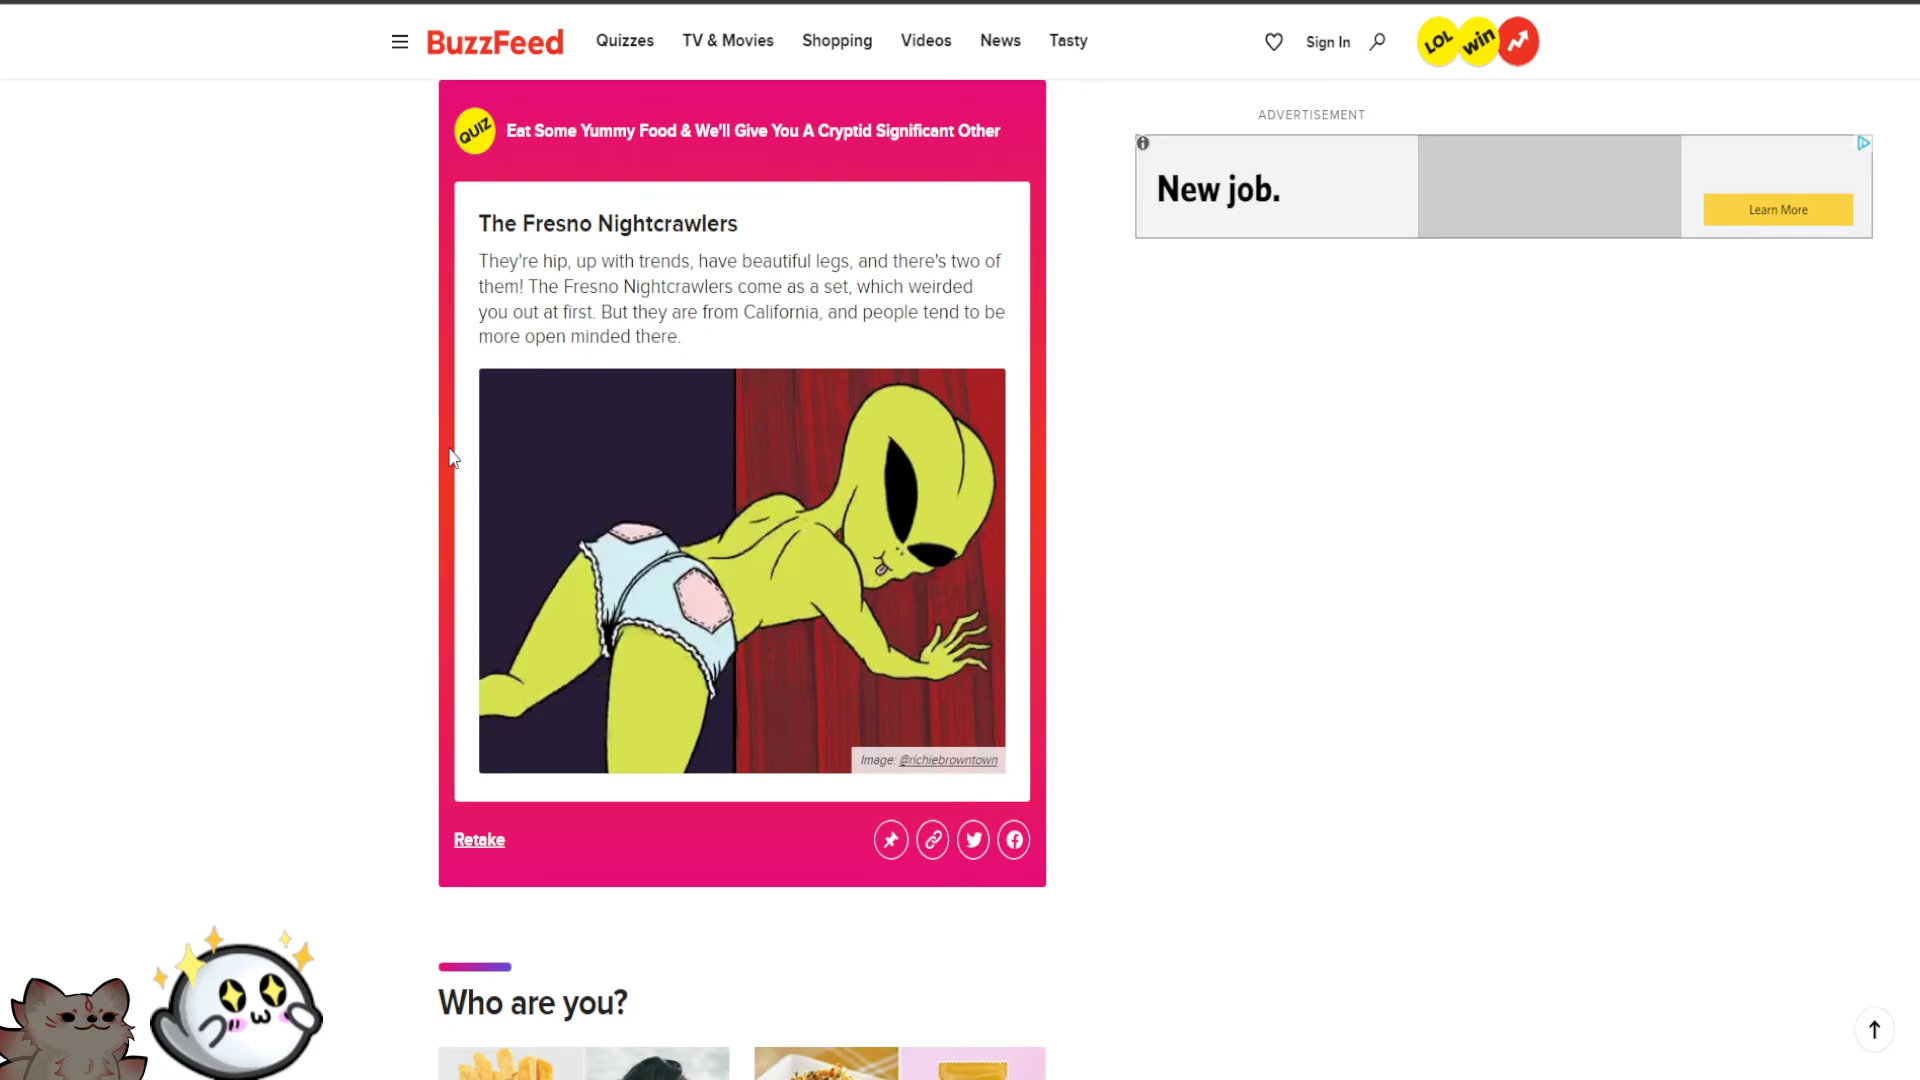 BuzzFeed Quizzes TV & Movies Shopping Videos News Tasty Sign In LOL win
ADVERTISEMENT
QUIZ Eat Some Yummy Food & We'll Give You A Cryptid Significant Other
New job.
Learn More
The Fresno Nightcrawlers
They're hip, up with trends, have beautiful legs, and there's two of
them! The Fresno Nightcrawlers come as a set, which weirded
you out at first. But they are from California, and people tend to be
more open minded there.
Image: @richiebrowntown
Retake
Who are you?